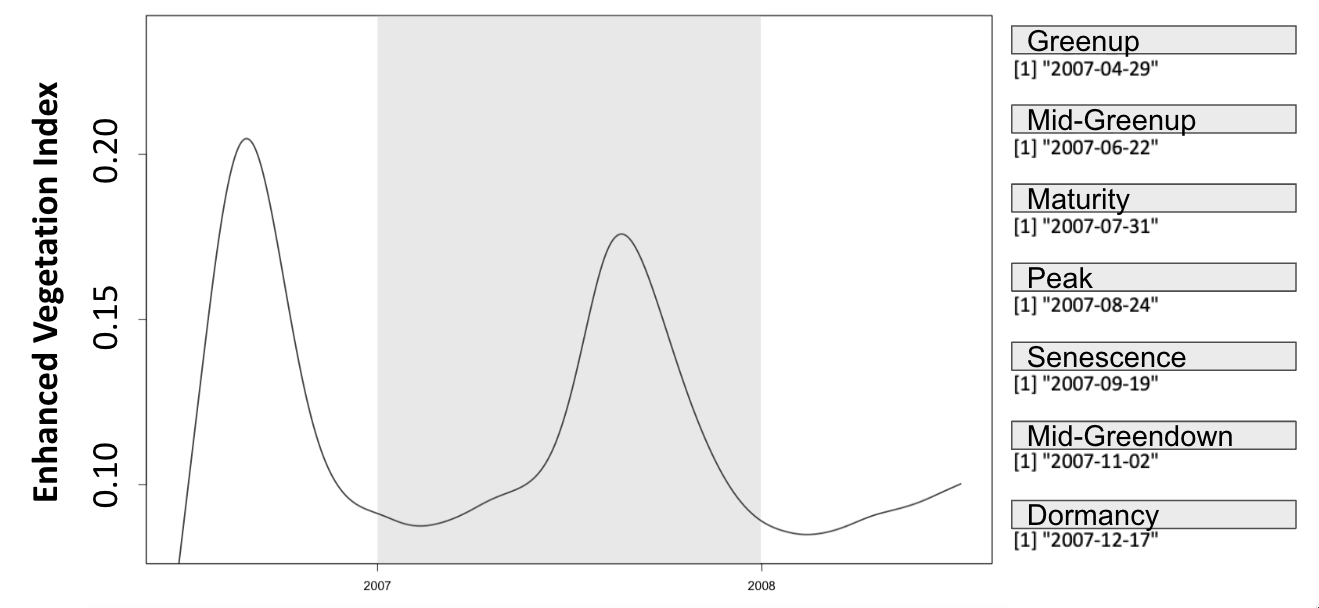 Enhanced Vegetation Index
0.20
0.15
0.10
2007
2008
Greenup
[1] "2007-04-29"
Mid-Greenup
[1] "2007-06-22"
Maturity
[1] "2007-07-31"
Peak
[1] "2007-08-24"
Senescence
[1] "2007-09-19"
Mid-Greendown
[1] "2007-11-02"
Dormancy
[1] "2007-12-17"